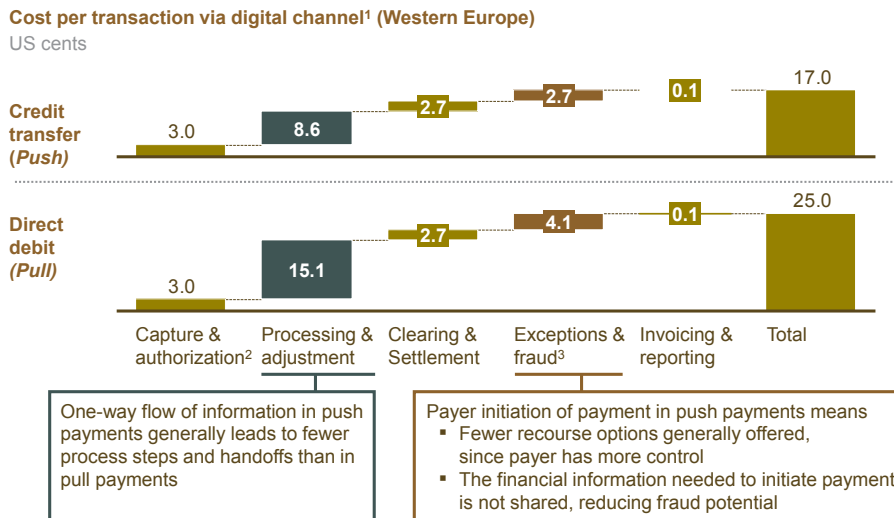 Cost per transaction via digital channel¹ (Western Europe)
US cents
Credit
transfer
(Push)
3.0
8.6
2.7
2.7
0.1
17.0
Direct
debit
(Pull)
3.0
15.1
2.7
4.1
0.1
25.0
Capture &
authorization²
Processing &
adjustment
Clearing &
Settlement
Exceptions &
fraud³
Invoicing &
reporting
Total
One-way flow of information in push
payments generally leads to fewer
process steps and handoffs than in
pull payments
Payer initiation of payment in push payments means
▪ Fewer recourse options generally offered,
since payer has more control
▪ The financial information needed to initiate payment
is not shared, reducing fraud potential